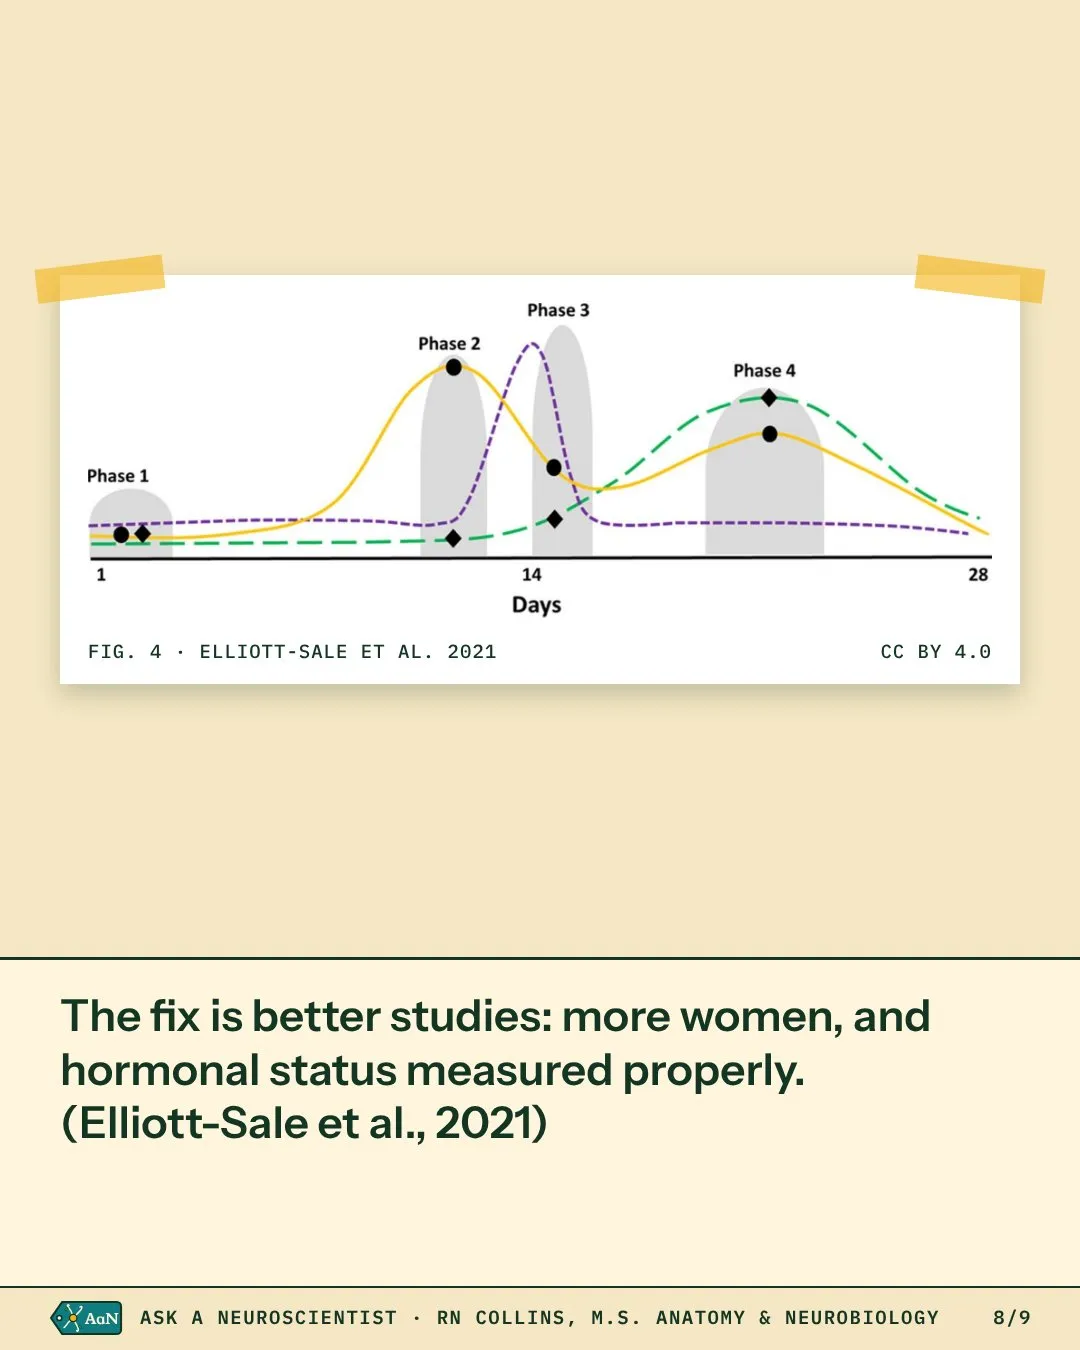 Phase 3
Phase 2
Phase 4
Phase 1
1
14
28
Days
FIG. 4 · ELLIOTT-SALE ET AL. 2021
CC BY 4.0
The fix is better studies: more women, and
hormonal status measured properly.
(Elliott-Sale et al., 2021)
AaN
ASK A NEUROSCIENTIST · RN COLLINS, M.S. ANATOMY & NEUROBIOLOGY
8/9